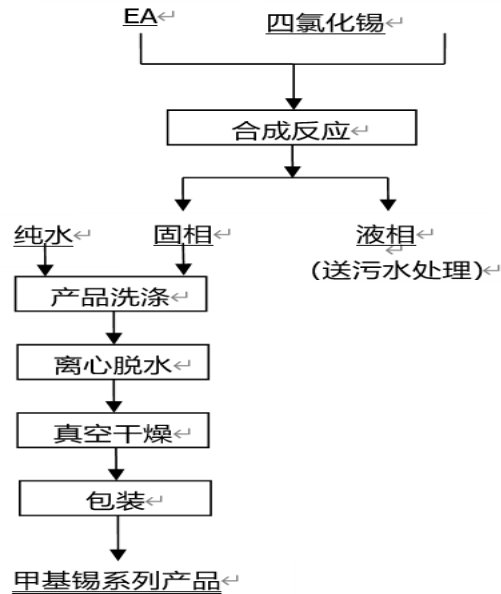 EA
四氯化锡
合成反应
纯水
固相
液相
(送污水处理)
产品洗涤
离心脱水
真空干燥
包装
甲基锡系列产品